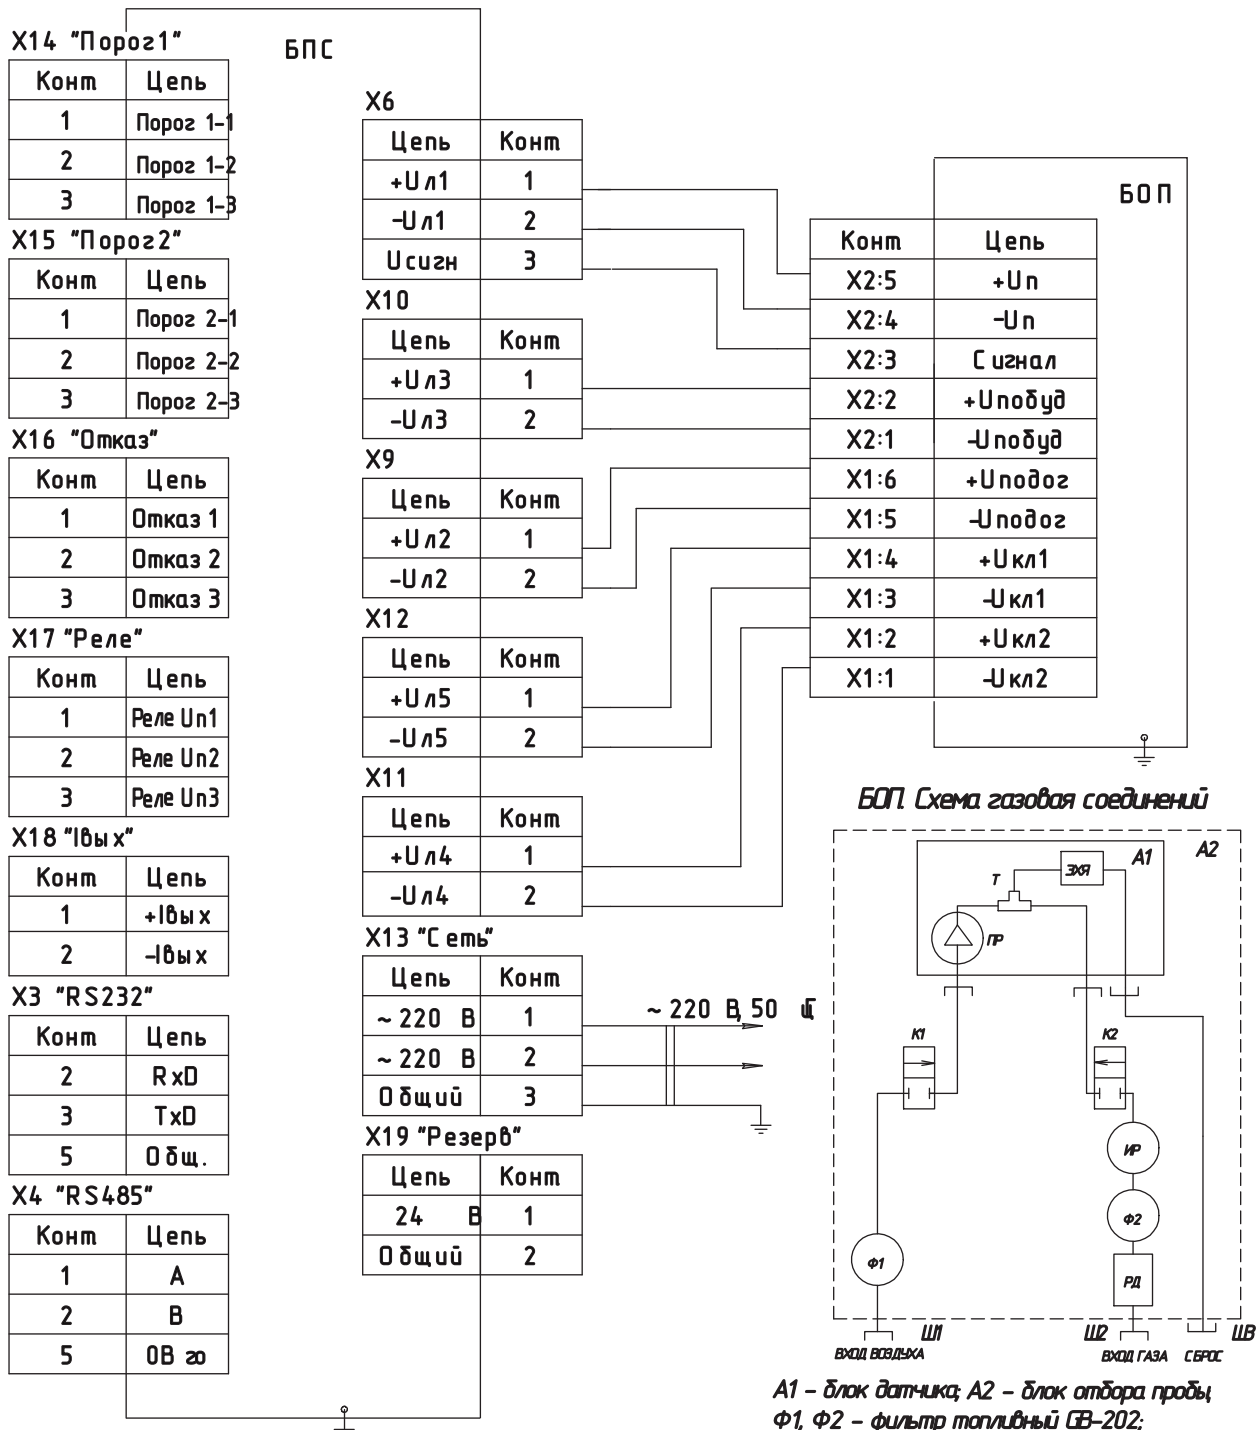 БПС
X14 "Порог1"
Конт Цепь
1 Порог 1-1
2 Порог 1-2
3 Порог 1-3
X15 "Порог2"
Конт Цепь
1 Порог 2-1
2 Порог 2-2
3 Порог 2-3
X16 "Отказ"
Конт Цепь
1 Отказ 1
2 Отказ 2
3 Отказ 3
X17 "Реле"
Конт Цепь
1 Реле Uп1
2 Реле Uп2
3 Реле Uп3
X18 "Iвых"
Конт Цепь
1 +Iвых
2 -Iвых
X3 "RS232"
Конт Цепь
2 RxD
3 TxD
5 Общ.
X4 "RS485"
Конт Цепь
1 A
2 B
5 0В го
X6
Цепь Конт
+Uл1 1
-Uл1 2
Uсигн 3
X10
Цепь Конт
+Uл3 1
-Uл3 2
X9
Цепь Конт
+Uл2 1
-Uл2 2
X12
Цепь Конт
+Uл5 1
-Uл5 2
X11
Цепь Конт
+Uл4 1
-Uл4 2
X13 "Сеть"
Цепь Конт
~ 220 В 1
~ 220 В 2
Общий 3
~ 220 В, 50 Гц
X19 "Резерв"
Цепь Конт
24 В 1
Общий 2
БОП
Конт Цепь
X2:5 +Uп
X2:4 -Uп
X2:3 Сигнал
X2:2 +Uпобуд
X2:1 -Uпобуд
X1:6 +Uподог
X1:5 -Uподог
X1:4 +Uкл1
X1:3 -Uкл1
X1:2 +Uкл2
X1:1 -Uкл2
БОП. Схема газовая соединений
А1 А2
ЭХЯ
Т
ПР
К1 К2
ИР
Ф2
Ф1
РД
Ш1 Ш2 Ш3
ВХОД ВОЗДУХА ВХОД ГАЗА СБРОС
А1 - блок датчика; А2 - блок отбора пробы;
Ф1, Ф2 - фильтр топливный GB-202;